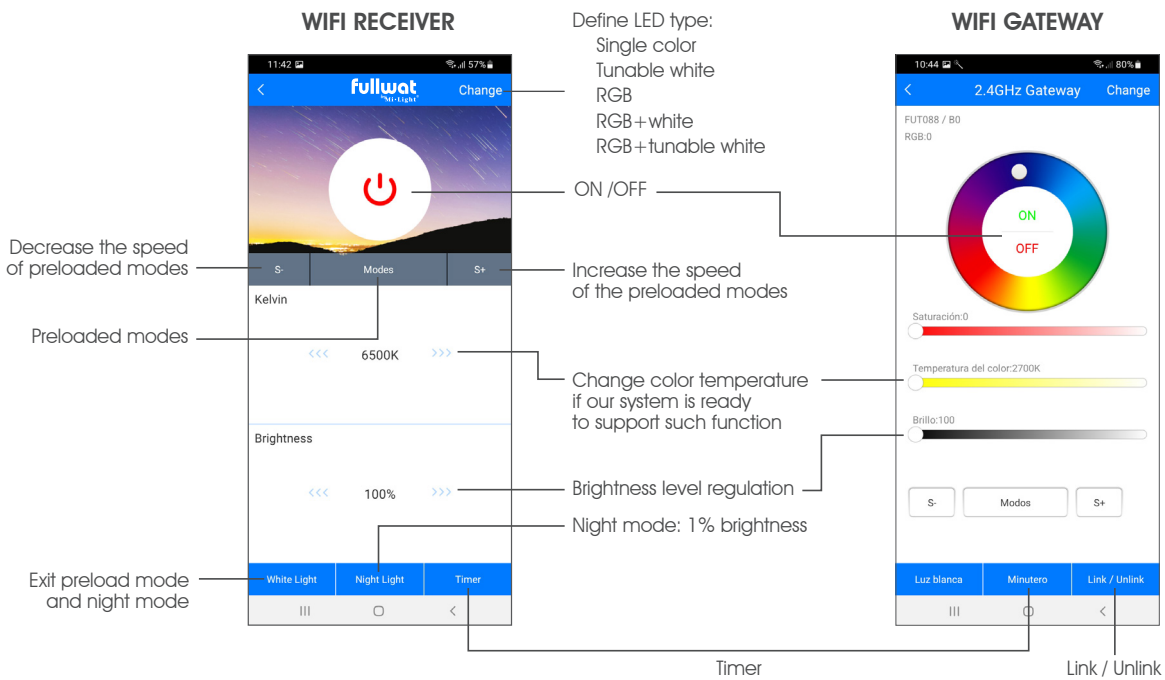 WIFI RECEIVER
Define LED type:
Single color
Tunable white
RGB
RGB+white
RGB+tunable white
WIFI GATEWAY
11:42
57%
fullwat
by Mi·Light
Change
ON /OFF
Decrease the speed
of preloaded modes
S-
Modes
S+
Increase the speed
of the preloaded modes
Kelvin
Preloaded modes
<<<
6500K
>>>
Change color temperature
if our system is ready
to support such function
Brightness
<<<
100%
>>>
Brightness level regulation
Night mode: 1% brightness
Exit preload mode
and night mode
White Light
Night Light
Timer
10:44
80%
<
2.4GHz Gateway
Change
FUT088 / B0
RGB:0
ON
OFF
Saturación:0
Temperatura del color:2700K
Brillo:100
S-
Modos
S+
Luz blanca
Minutero
Link / Unlink
Timer
Link / Unlink